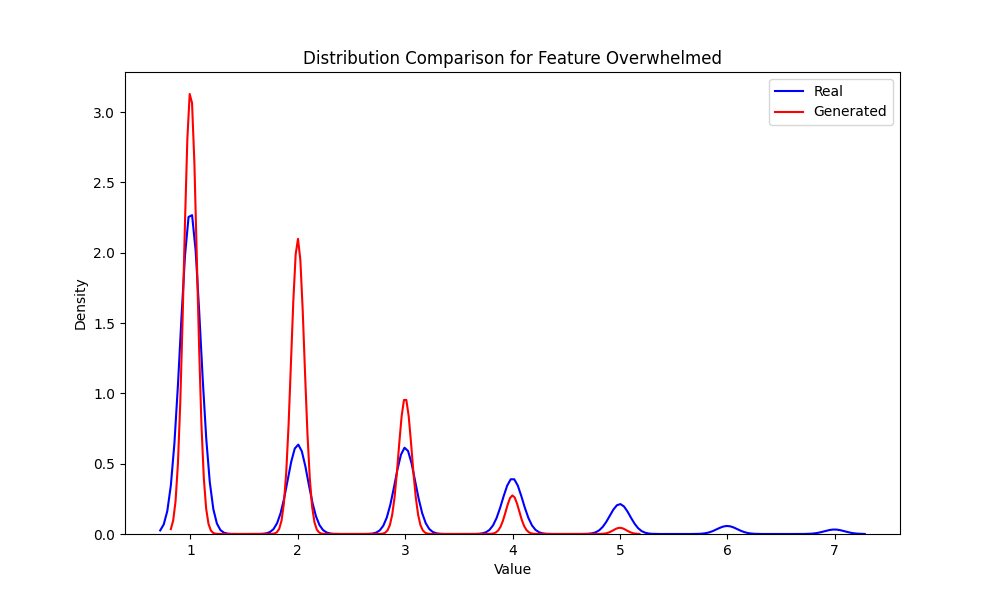 Distribution Comparison for Feature Overwhelmed
Real
Generated
3.0
2.5
2.0
1.5
1.0
0.5
0.0
Density
1 2 3 4 5 6 7
Value